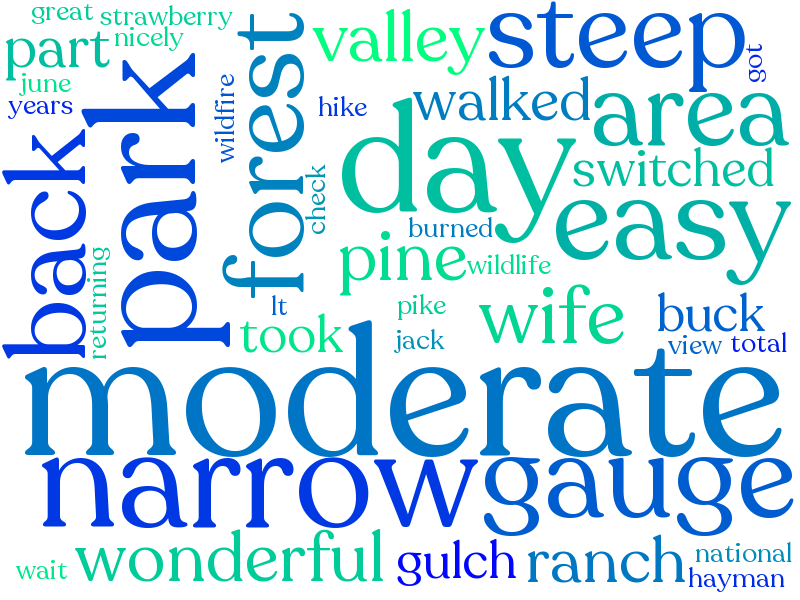 great
strawberry
part
nicely
june
years
park
wildfire
forest
valley
hike
check
steep
got
walked
area
day
switched
easy
back
returning
burned
pine
wildlife
lt
pike
took
jack
wife
buck
view
total
moderate
narrow
gauge
wait
wonderful
gulch
ranch
national
hayman